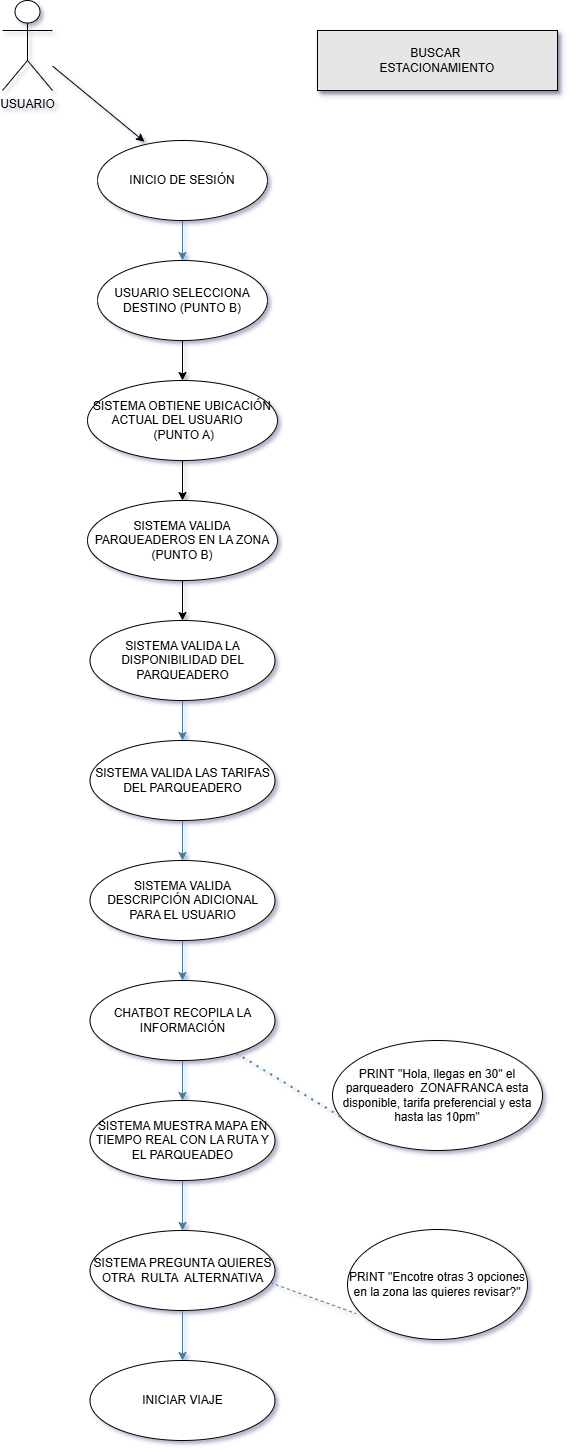 BUSCAR
ESTACIONAMIENTO
USUARIO
INICIO DE SESIÓN
USUARIO SELECCIONA
DESTINO (PUNTO B)
SISTEMA OBTIENE UBICACIÓN
ACTUAL DEL USUARIO
(PUNTO A)
SISTEMA VALIDA
PARQUEADEROS EN LA ZONA
(PUNTO B)
SISTEMA VALIDA LA
DISPONIBILIDAD DEL
PARQUEADERO
SISTEMA VALIDA LAS TARIFAS
DEL PARQUEADERO
SISTEMA VALIDA
DESCRIPCIÓN ADICIONAL
PARA EL USUARIO
CHATBOT RECOPILA LA
INFORMACIÓN
PRINT "Hola, llegas en 30" el
parqueadero  ZONAFRANCA esta
disponible, tarifa preferencial y esta
hasta las 10pm"
SISTEMA MUESTRA MAPA EN
TIEMPO REAL CON LA RUTA Y
EL PARQUEADEO
SISTEMA PREGUNTA QUIERES
OTRA  RULTA  ALTERNATIVA
PRINT "Encotre otras 3 opciones
en la zona las quieres revisar?"
INICIAR VIAJE